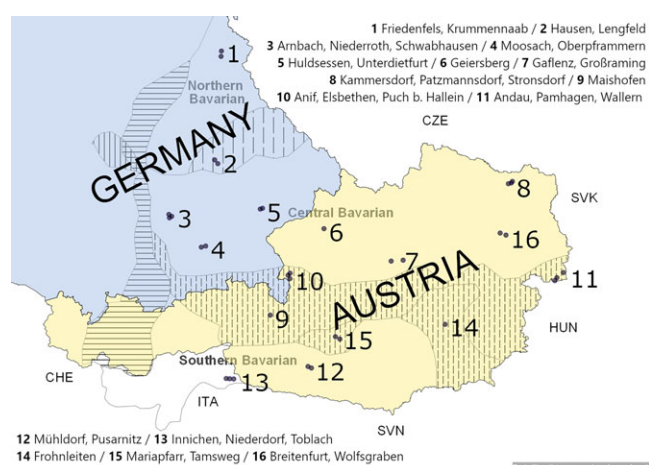 1 Friedenfels, Krummennaab / 2 Hausen, Lengfeld
3 Arnbach, Niederroth, Schwabhausen / 4 Moosach, Oberpframmern
5 Huldsessen, Unterdietfurt / 6 Geiersberg / 7 Gaflenz, Großraming
8 Kammersdorf, Patzmannsdorf, Stronsdorf / 9 Maishofen
10 Anif, Elsbethen, Puch b. Hallein / 11 Andau, Pamhagen, Wallern
1
Northern
Bavarian
CZE
GERMANY
2
8
SVK
3
5
Central Bavarian
6
16
4
7
10
AUSTRIA
11
9
14
HUN
15
Southern Bavarian
12
CHE
13
ITA
SVN
12 Mühldorf, Pusarnitz / 13 Innichen, Niederdorf, Toblach
14 Frohnleiten / 15 Mariapfarr, Tamsweg / 16 Breitenfurt, Wolfsgraben